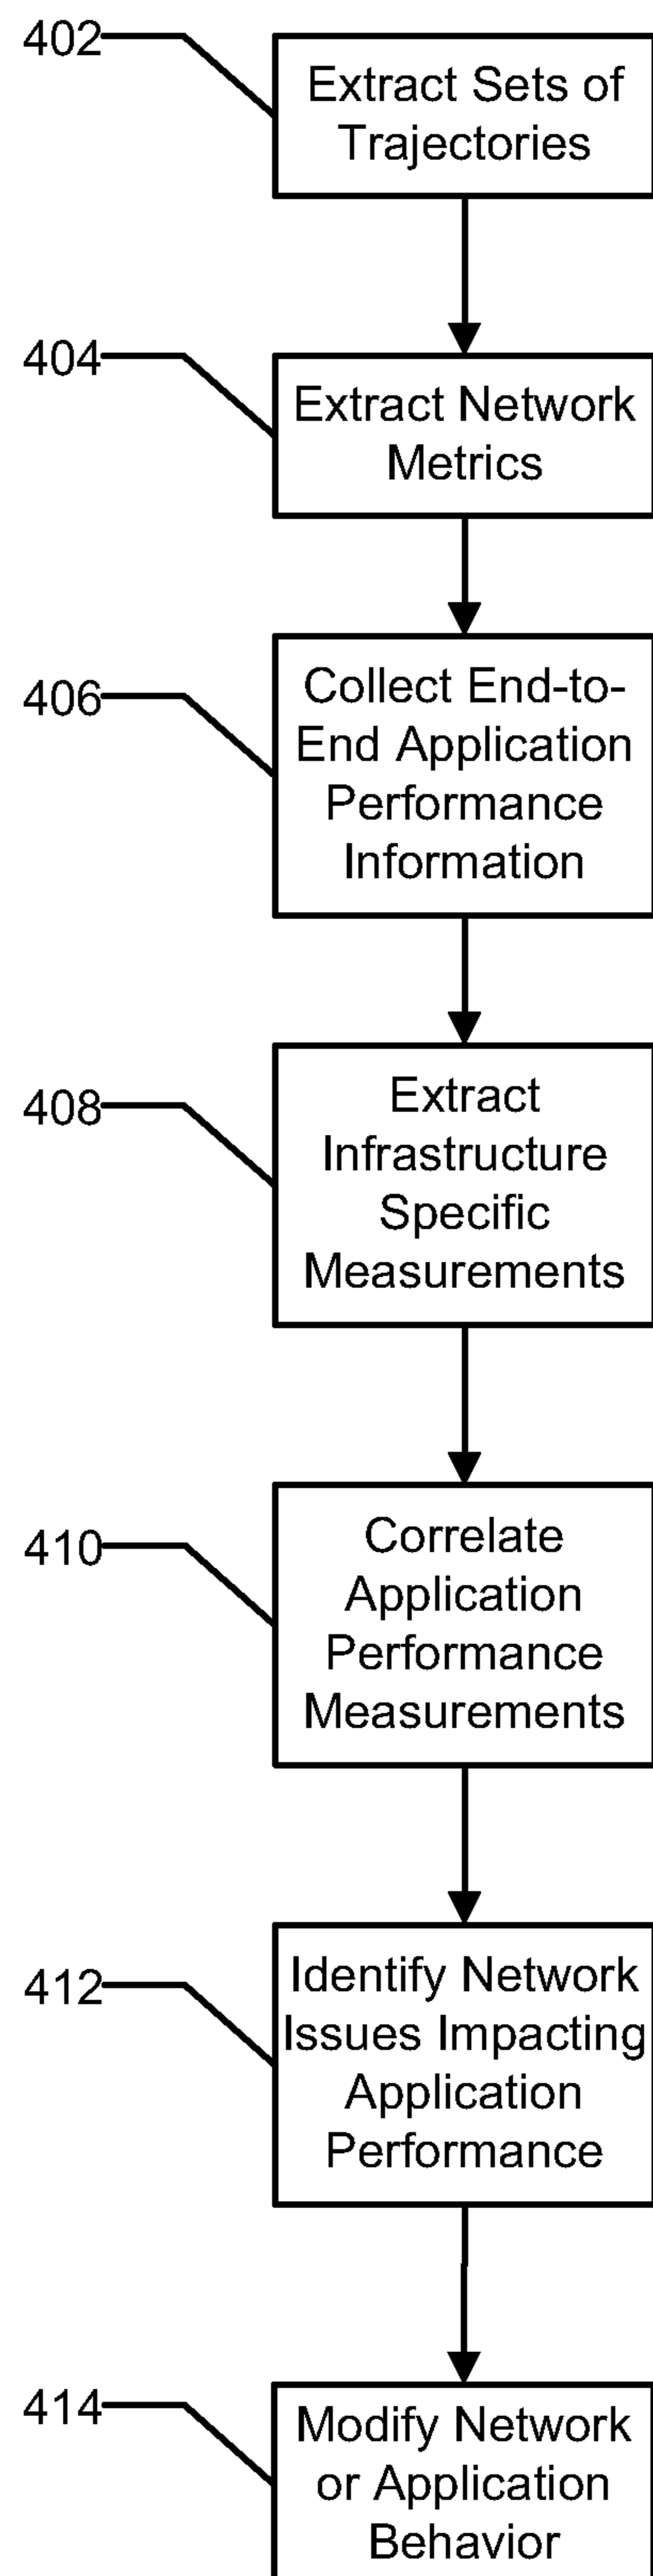 402
Extract Sets of
Trajectories
404
Extract Network
Metrics
406
Collect End-to-
End Application
Performance
Information
408
Extract
Infrastructure
Specific
Measurements
410
Correlate
Application
Performance
Measurements
412
Identify Network
Issues Impacting
Application
Performance
414
Modify Network
or Application
Behavior